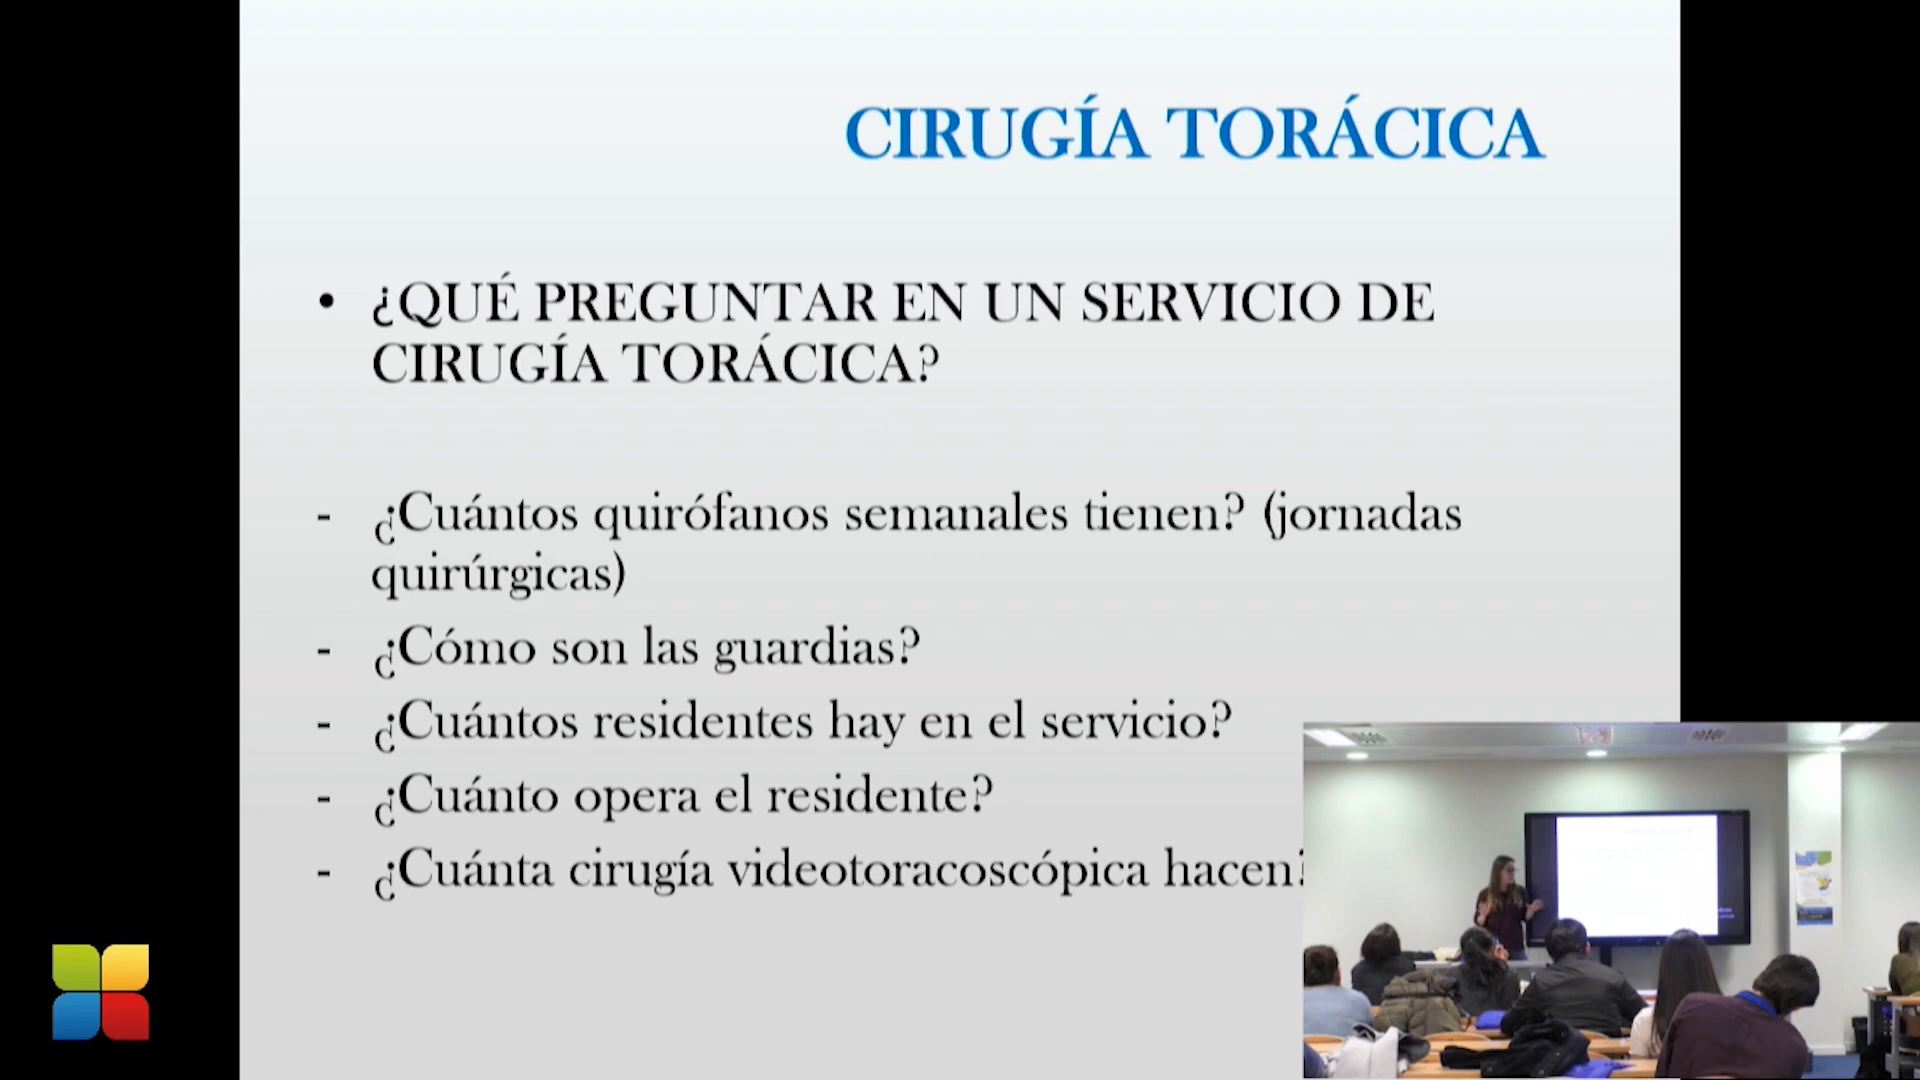 CIRUGÍA TORÁCICA
• ¿QUÉ PREGUNTAR EN UN SERVICIO DE
CIRUGÍA TORÁCICA?
- ¿Cuántos quirófanos semanales tienen? (jornadas
quirúrgicas)
- ¿Cómo son las guardias?
- ¿Cuántos residentes hay en el servicio?
- ¿Cuánto opera el residente?
- ¿Cuánta cirugía videotoracoscópica hacen?